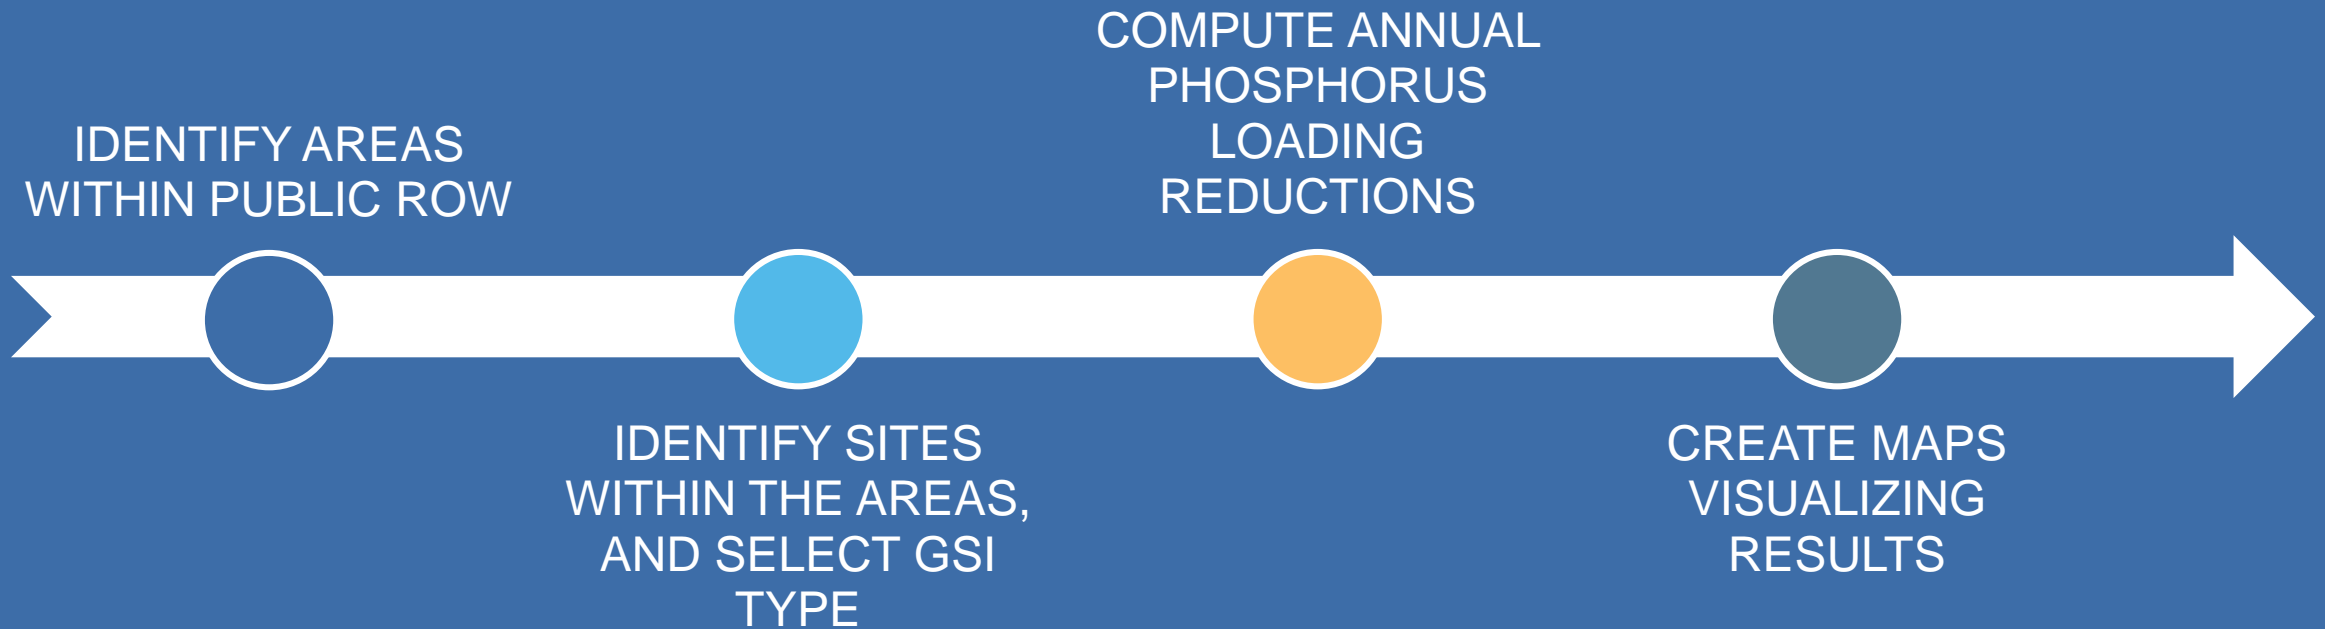 IDENTIFY AREAS
WITHIN PUBLIC ROW
IDENTIFY SITES
WITHIN THE AREAS,
AND SELECT GSI
TYPE
COMPUTE ANNUAL
PHOSPHORUS
LOADING
REDUCTIONS
CREATE MAPS
VISUALIZING
RESULTS